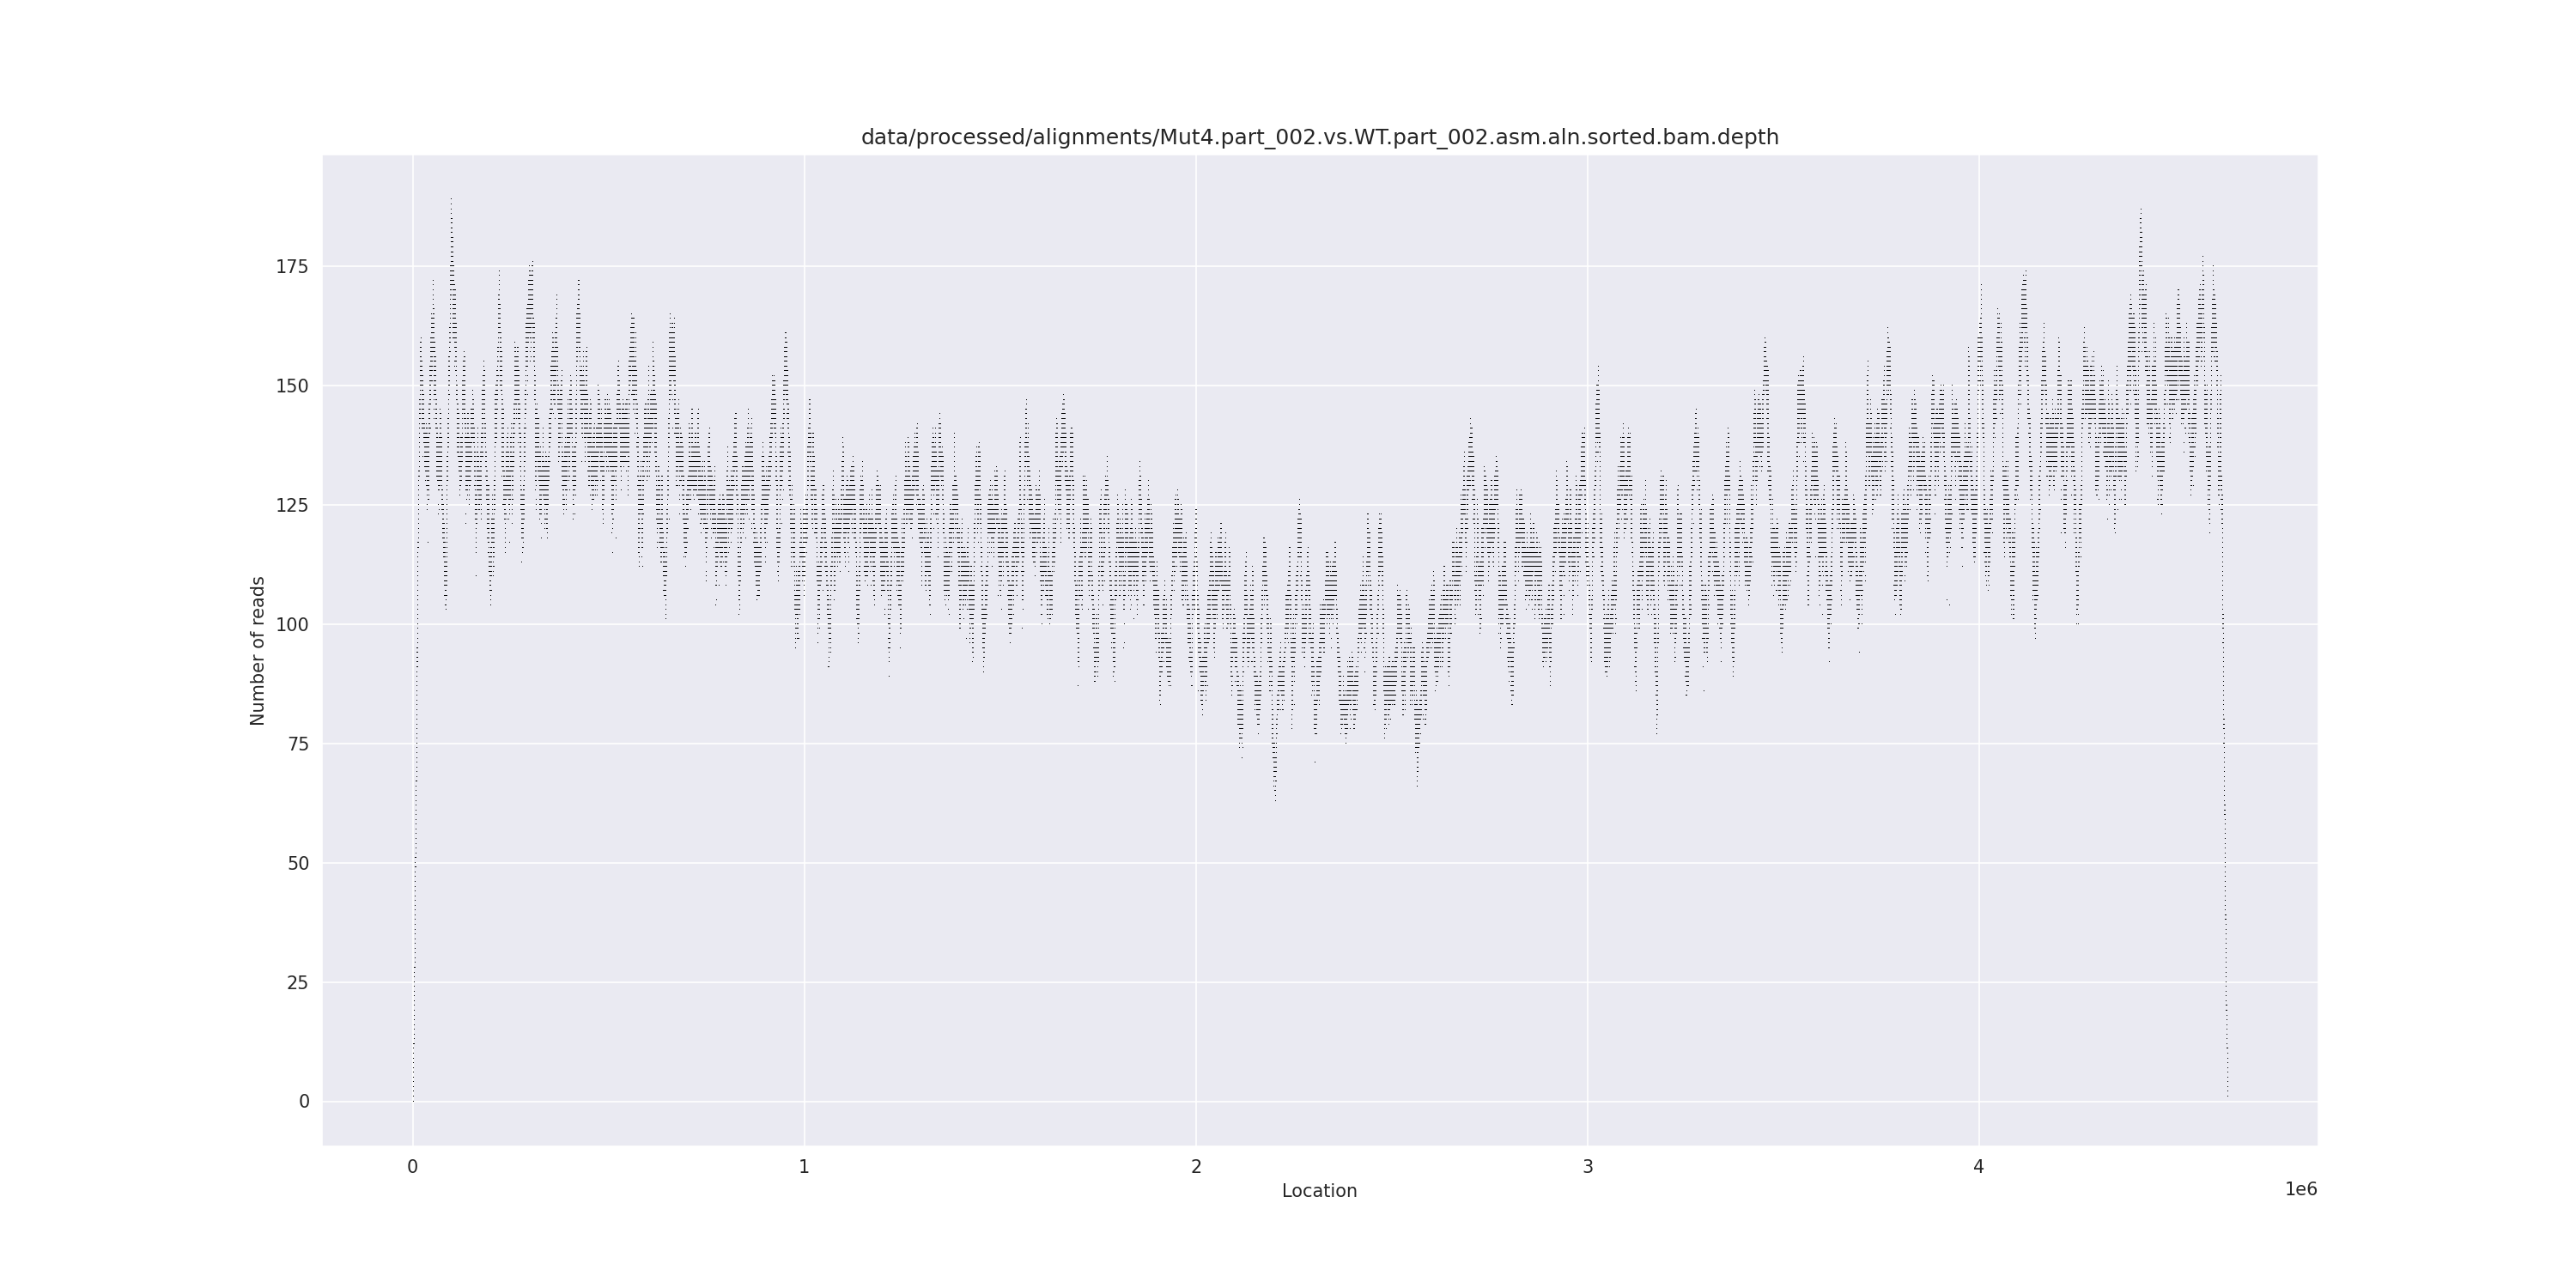 data/processed/alignments/Mut4.part_002.vs.WT.part_002.asm.aln.sorted.bam.depth
175
150
125
100
75
50
25
0
Number of reads
0 1 2 3 4
Location
1e6